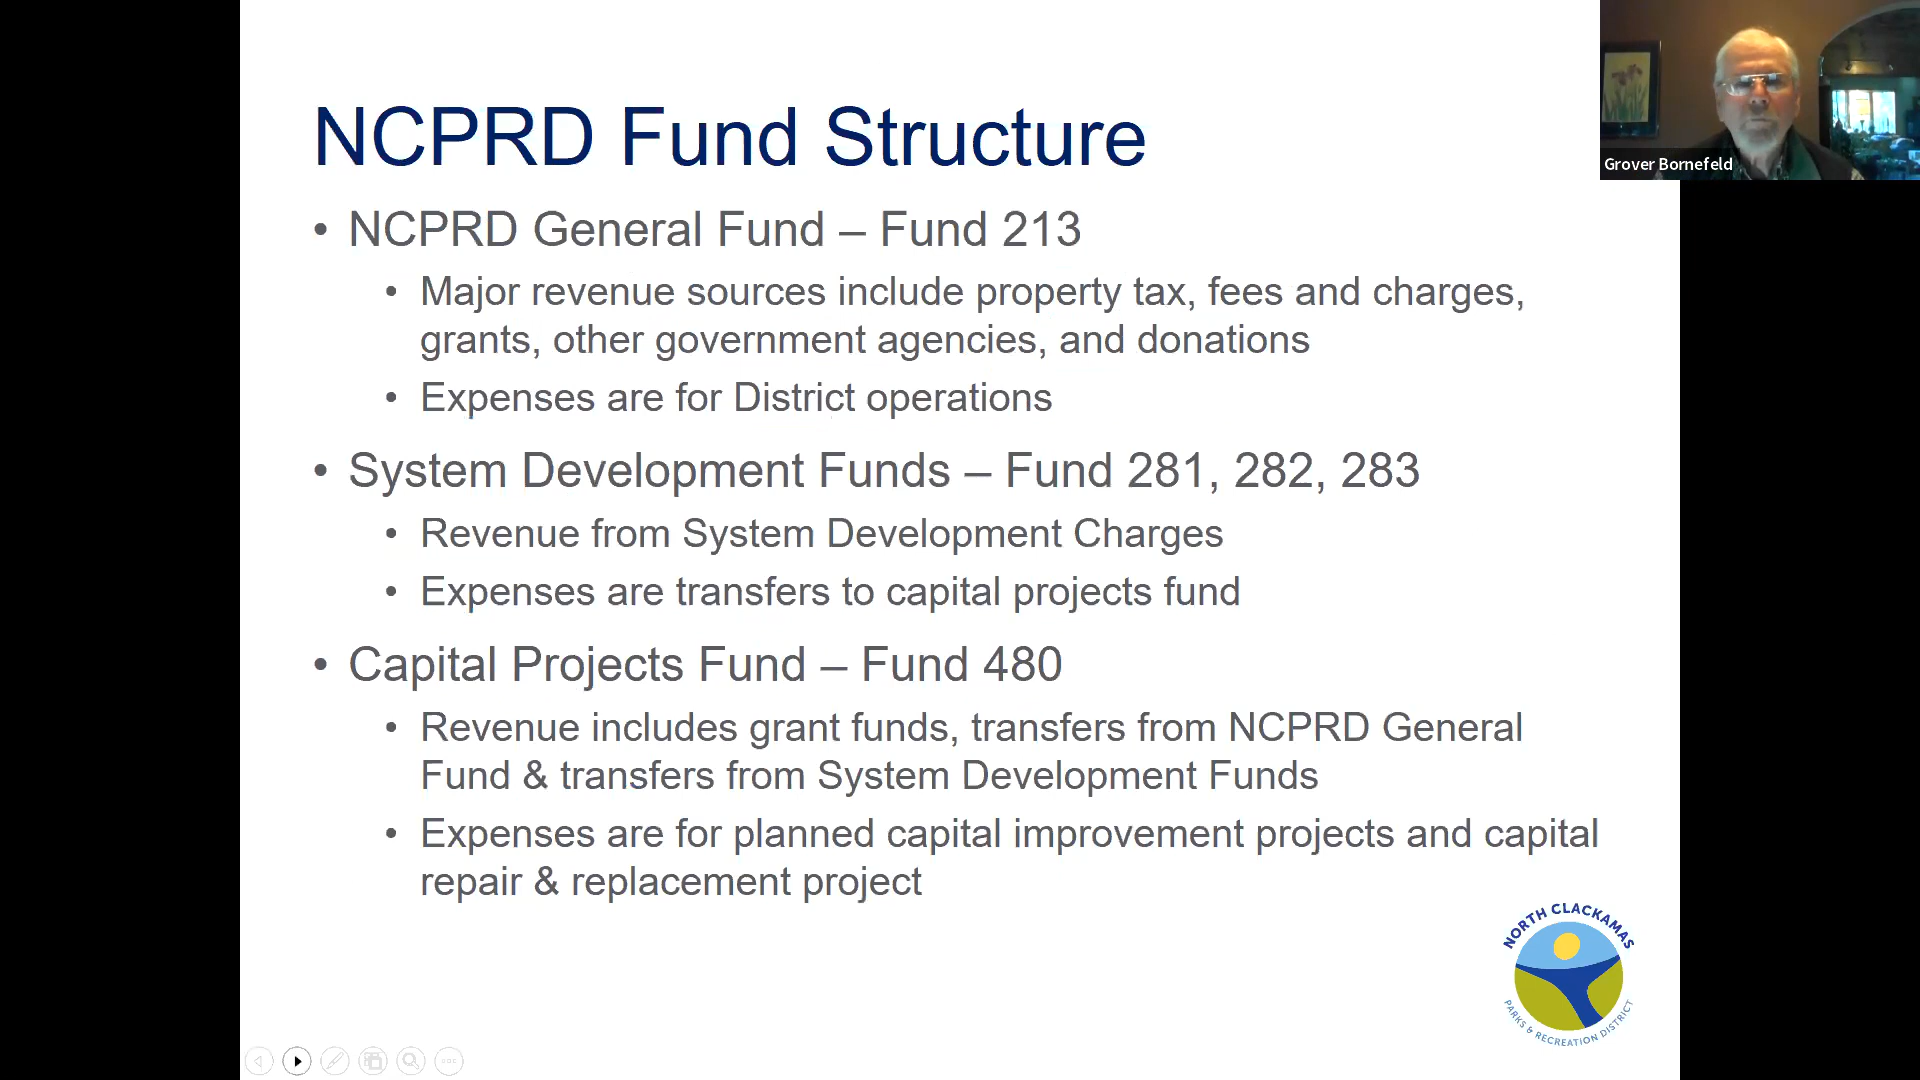 NCPRD Fund Structure
• NCPRD General Fund – Fund 213
• Major revenue sources include property tax, fees and charges,
grants, other government agencies, and donations
• Expenses are for District operations
• System Development Funds – Fund 281, 282, 283
• Revenue from System Development Charges
• Expenses are transfers to capital projects fund
• Capital Projects Fund – Fund 480
• Revenue includes grant funds, transfers from NCPRD General
Fund & transfers from System Development Funds
• Expenses are for planned capital improvement projects and capital
repair & replacement project
Grover Bornefeld
NORTH CLACKAMAS
PARKS & RECREATION DISTRICT